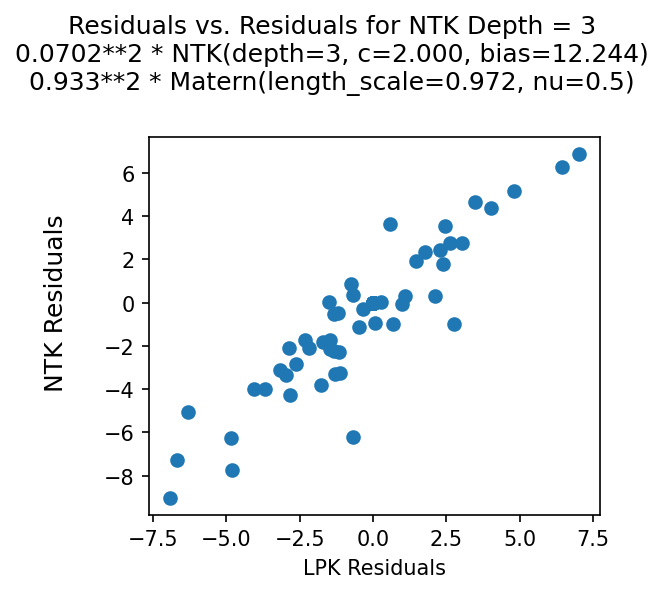 Residuals vs. Residuals for NTK Depth = 3
0.0702**2 * NTK(depth=3, c=2.000, bias=12.244)
0.933**2 * Matern(length_scale=0.972, nu=0.5)
6
4
2
0
−2
−4
−6
−8
NTK Residuals
−7.5 −5.0 −2.5 0.0 2.5 5.0 7.5
LPK Residuals